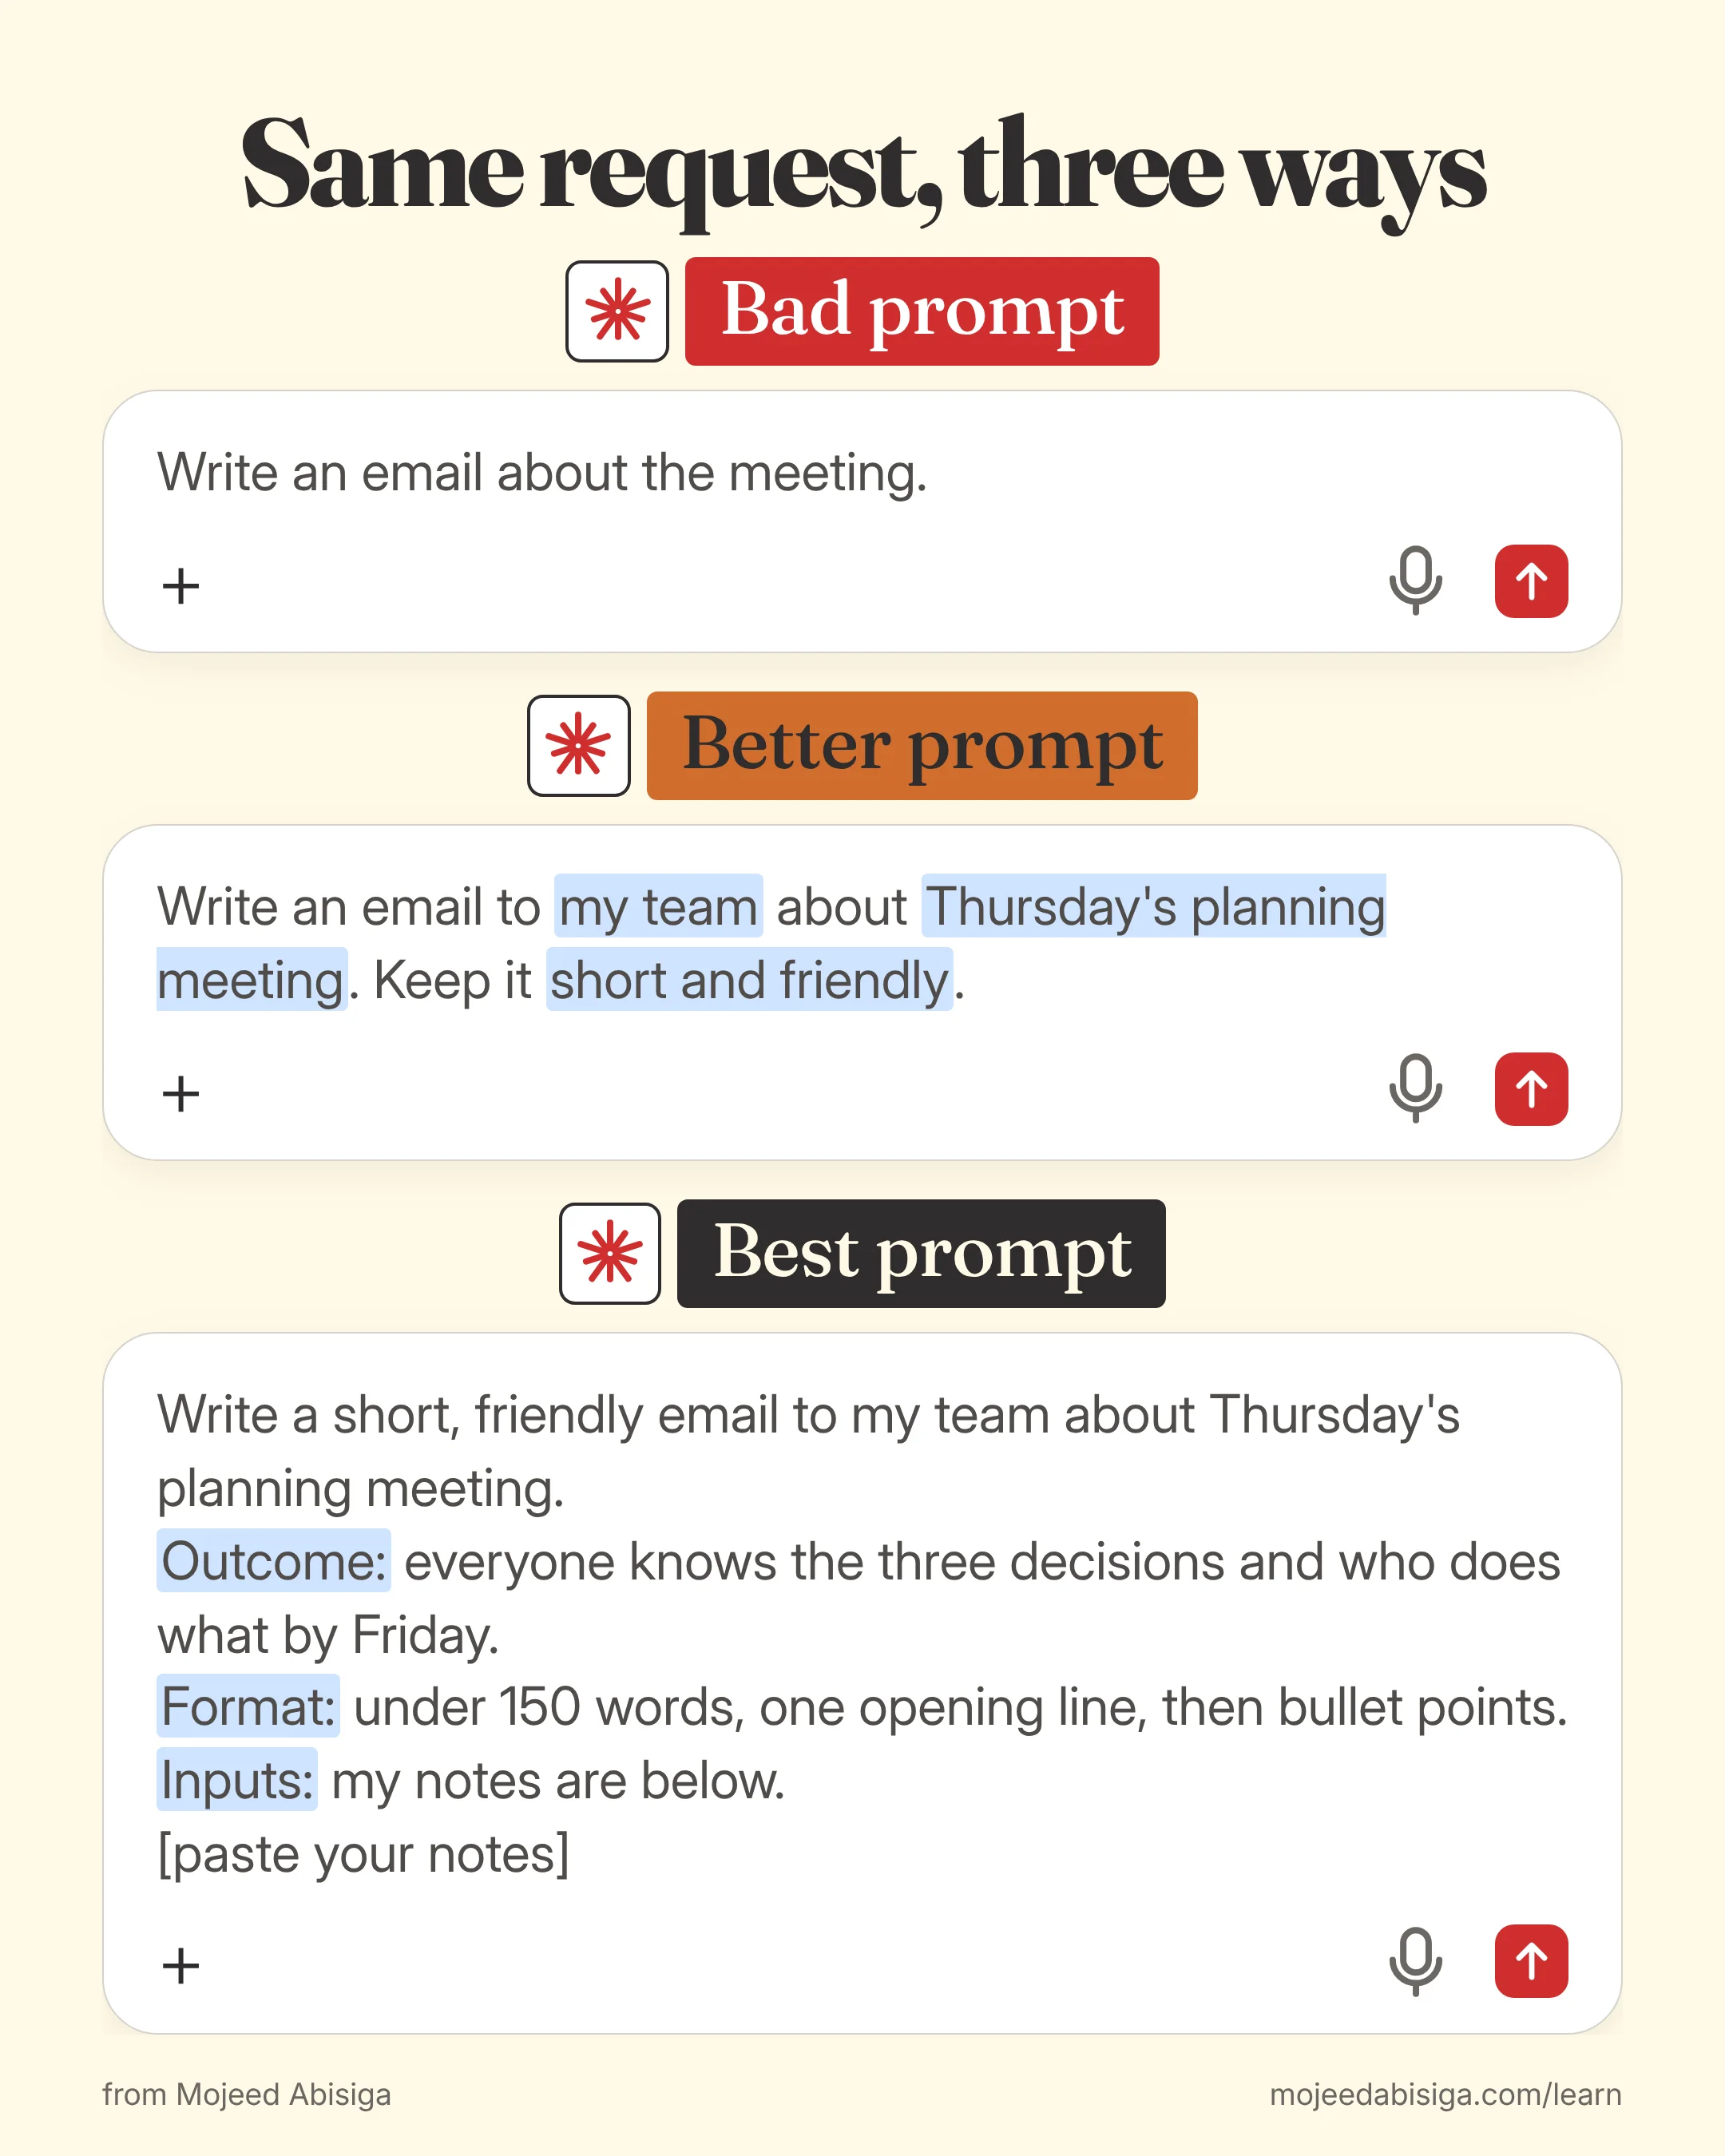 Same request, three ways
Bad prompt
Write an email about the meeting.
Better prompt
Write an email to my team about Thursday's planning
meeting. Keep it short and friendly.
Best prompt
Write a short, friendly email to my team about Thursday's
planning meeting.
Outcome: everyone knows the three decisions and who does
what by Friday.
Format: under 150 words, one opening line, then bullet points.
Inputs: my notes are below.
[paste your notes]
from Mojeed Abisiga
mojeedabisiga.com/learn